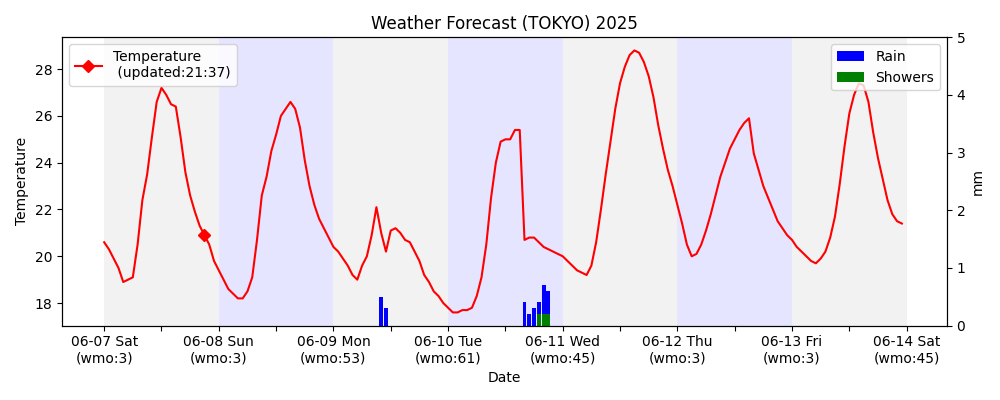 Weather Forecast (TOKYO) 2025
Temperature
(updated:21:37)
Rain
Showers
Temperature
28
26
24
22
20
18
5
4
3
2
1
0
mm
06-07 Sat
(wmo:3)
06-08 Sun
(wmo:3)
06-09 Mon
(wmo:53)
06-10 Tue
(wmo:61)
06-11 Wed
(wmo:45)
06-12 Thu
(wmo:3)
06-13 Fri
(wmo:3)
06-14 Sat
(wmo:45)
Date